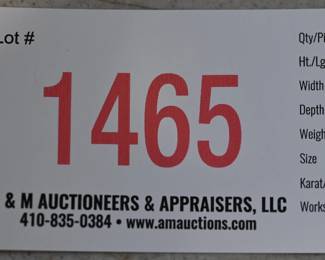 Lot #
1465
& M AUCTIONEERS & APPRAISERS, LLC
410-835-0384 • www.amauctions.com
Qty/Pi
Ht./Lg
Width
Depth
Weigh
Size
Karat/
Works